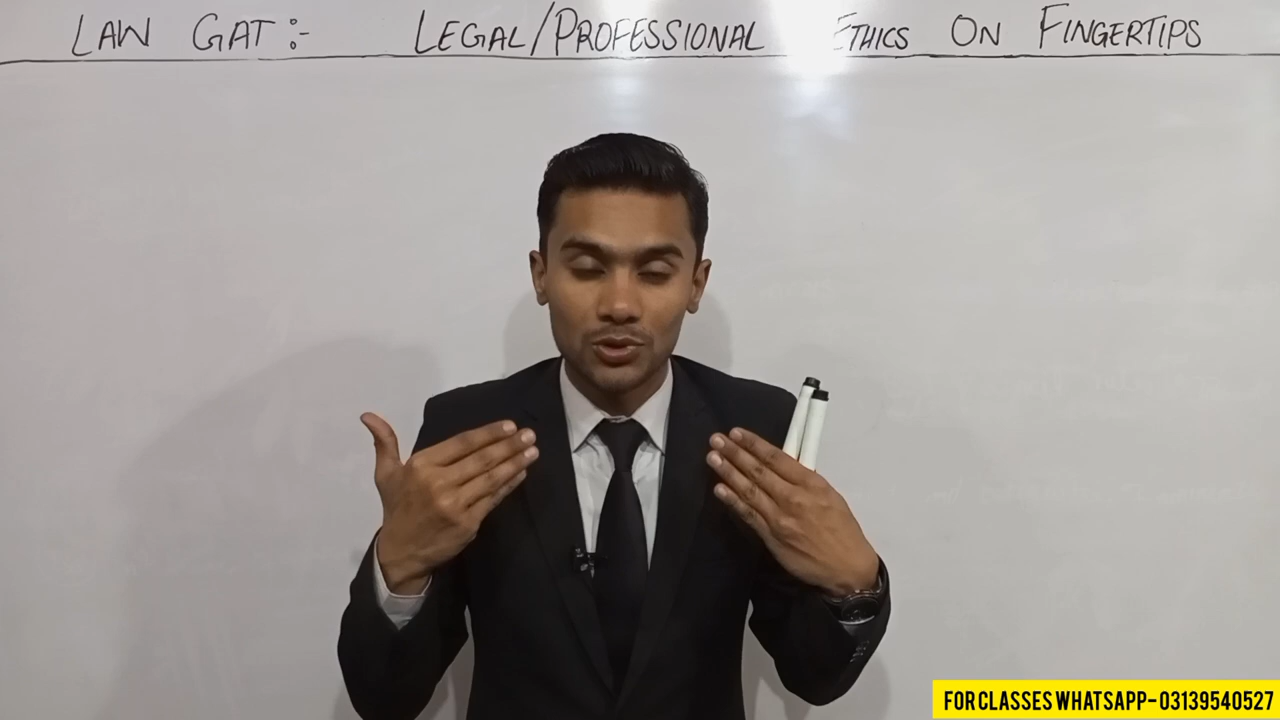 LAW GAT:- LEGAL/PROFESSIONAL ETHICS ON FINGERTIPS
FOR CLASSES WHATSAPP- 03139540527